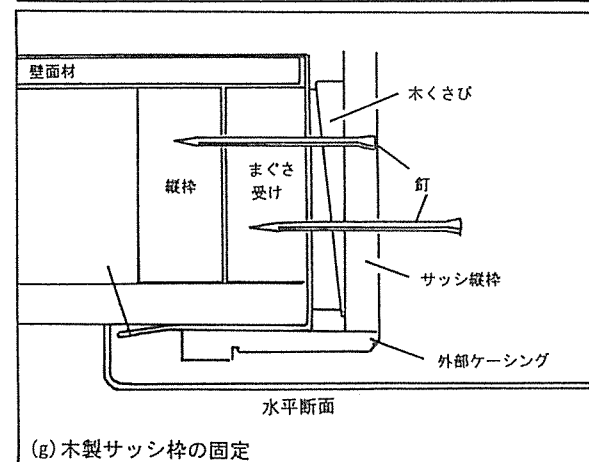 壁面材
木くさび
縦枠
まぐさ
受け
釘
サッシ縦枠
外部ケーシング
水平断面
(g)木製サッシ枠の固定